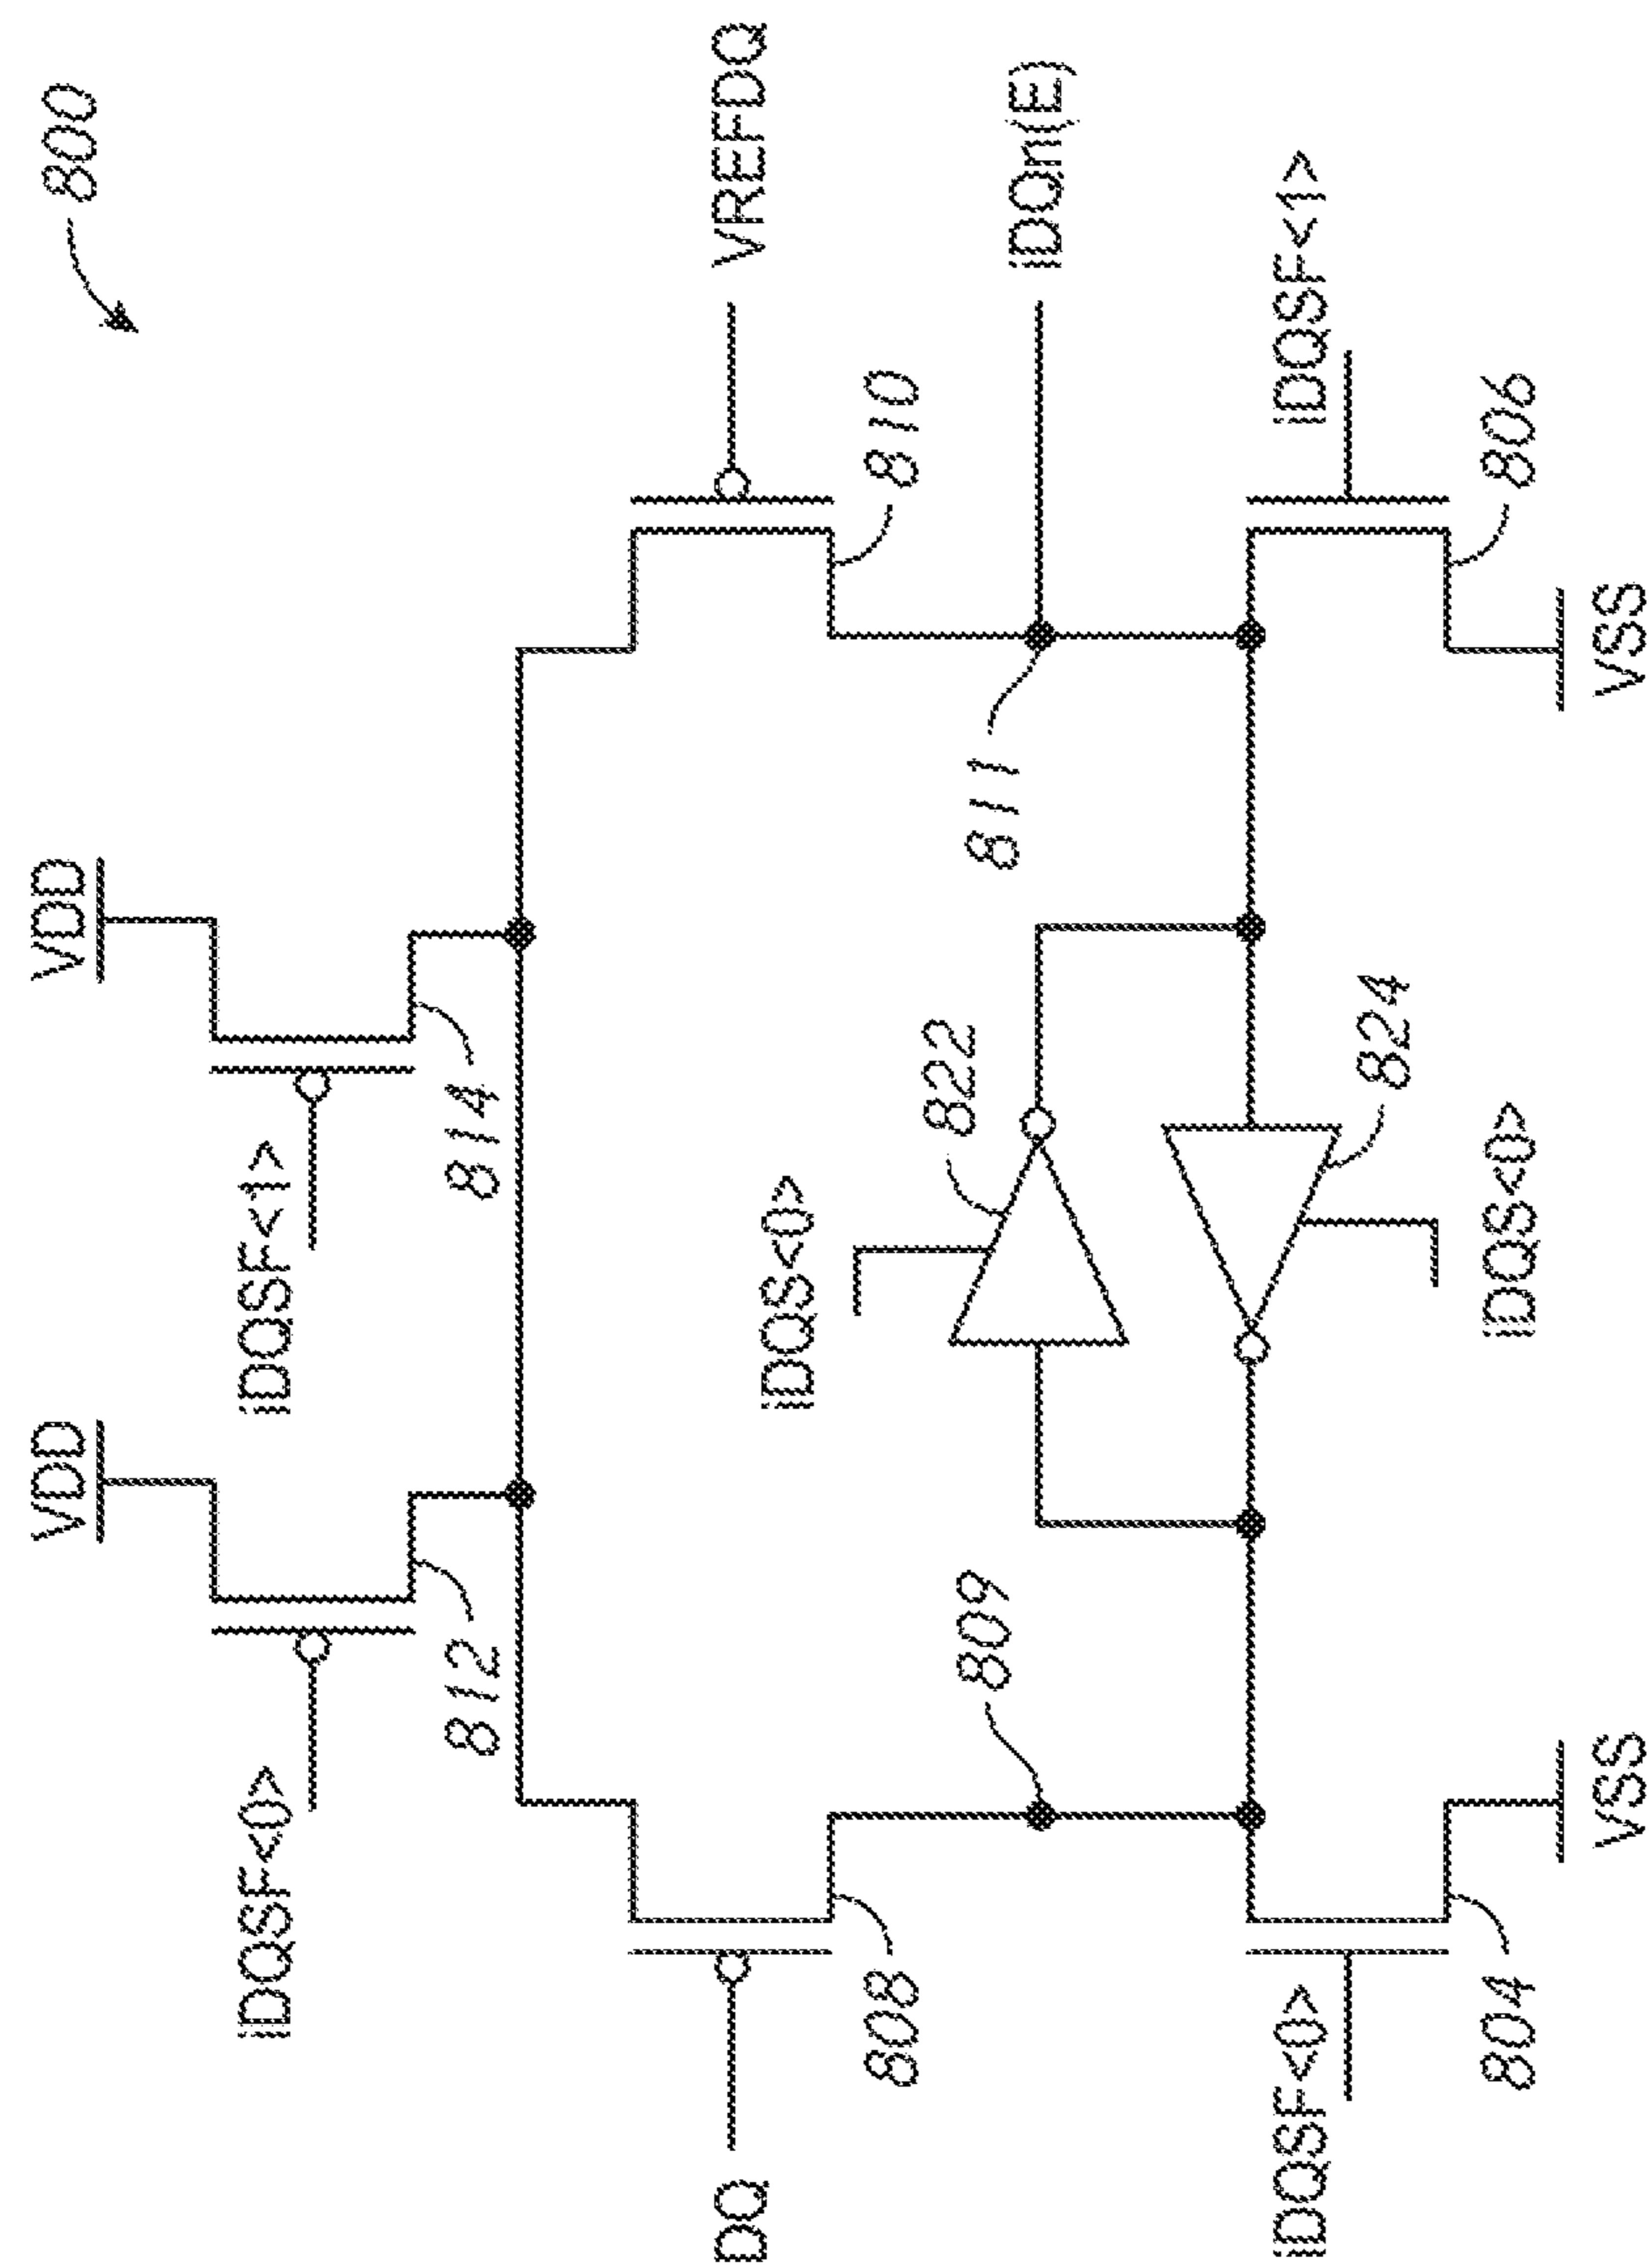 800
VDD
VDD
iDQSF<0>
iDQSF<1>
812
814
DQ
iDQS<0>
VREFDQ
808
810
809
822
811
iDQn(E)
iDQSF<0>
iDQSF<1>
824
804
iDQS<0>
806
VSS
VSS